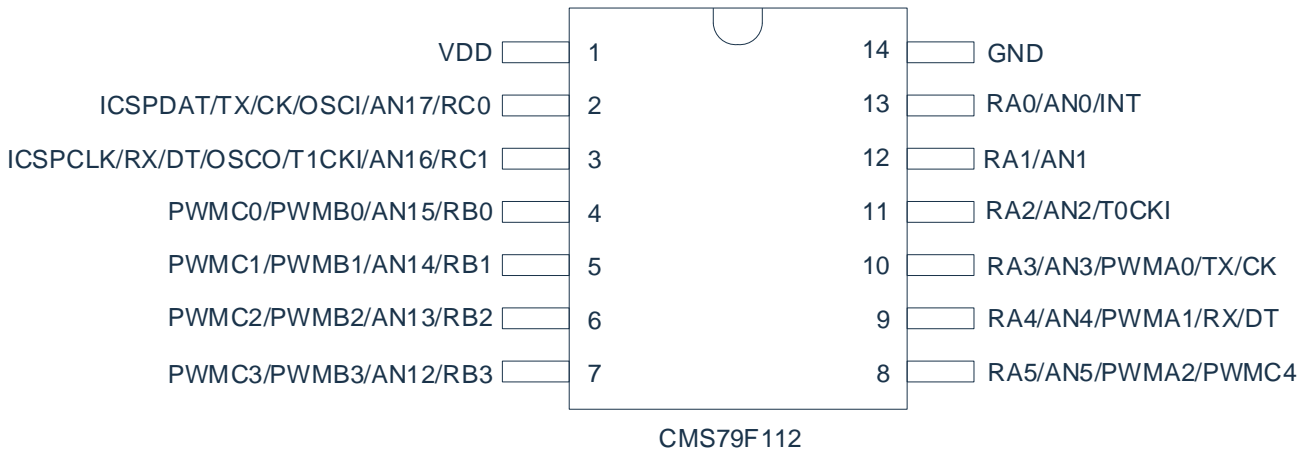 VDD 1 14 GND
ICSPDAT/TX/CK/OSCI/AN17/RC0 2 13 RA0/AN0/INT
ICSPCLK/RX/DT/OSCO/T1CKI/AN16/RC1 3 12 RA1/AN1
PWMC0/PWMB0/AN15/RB0 4 11 RA2/AN2/T0CKI
PWMC1/PWMB1/AN14/RB1 5 10 RA3/AN3/PWMA0/TX/CK
PWMC2/PWMB2/AN13/RB2 6 9 RA4/AN4/PWMA1/RX/DT
PWMC3/PWMB3/AN12/RB3 7 8 RA5/AN5/PWMA2/PWMC4
CMS79F112